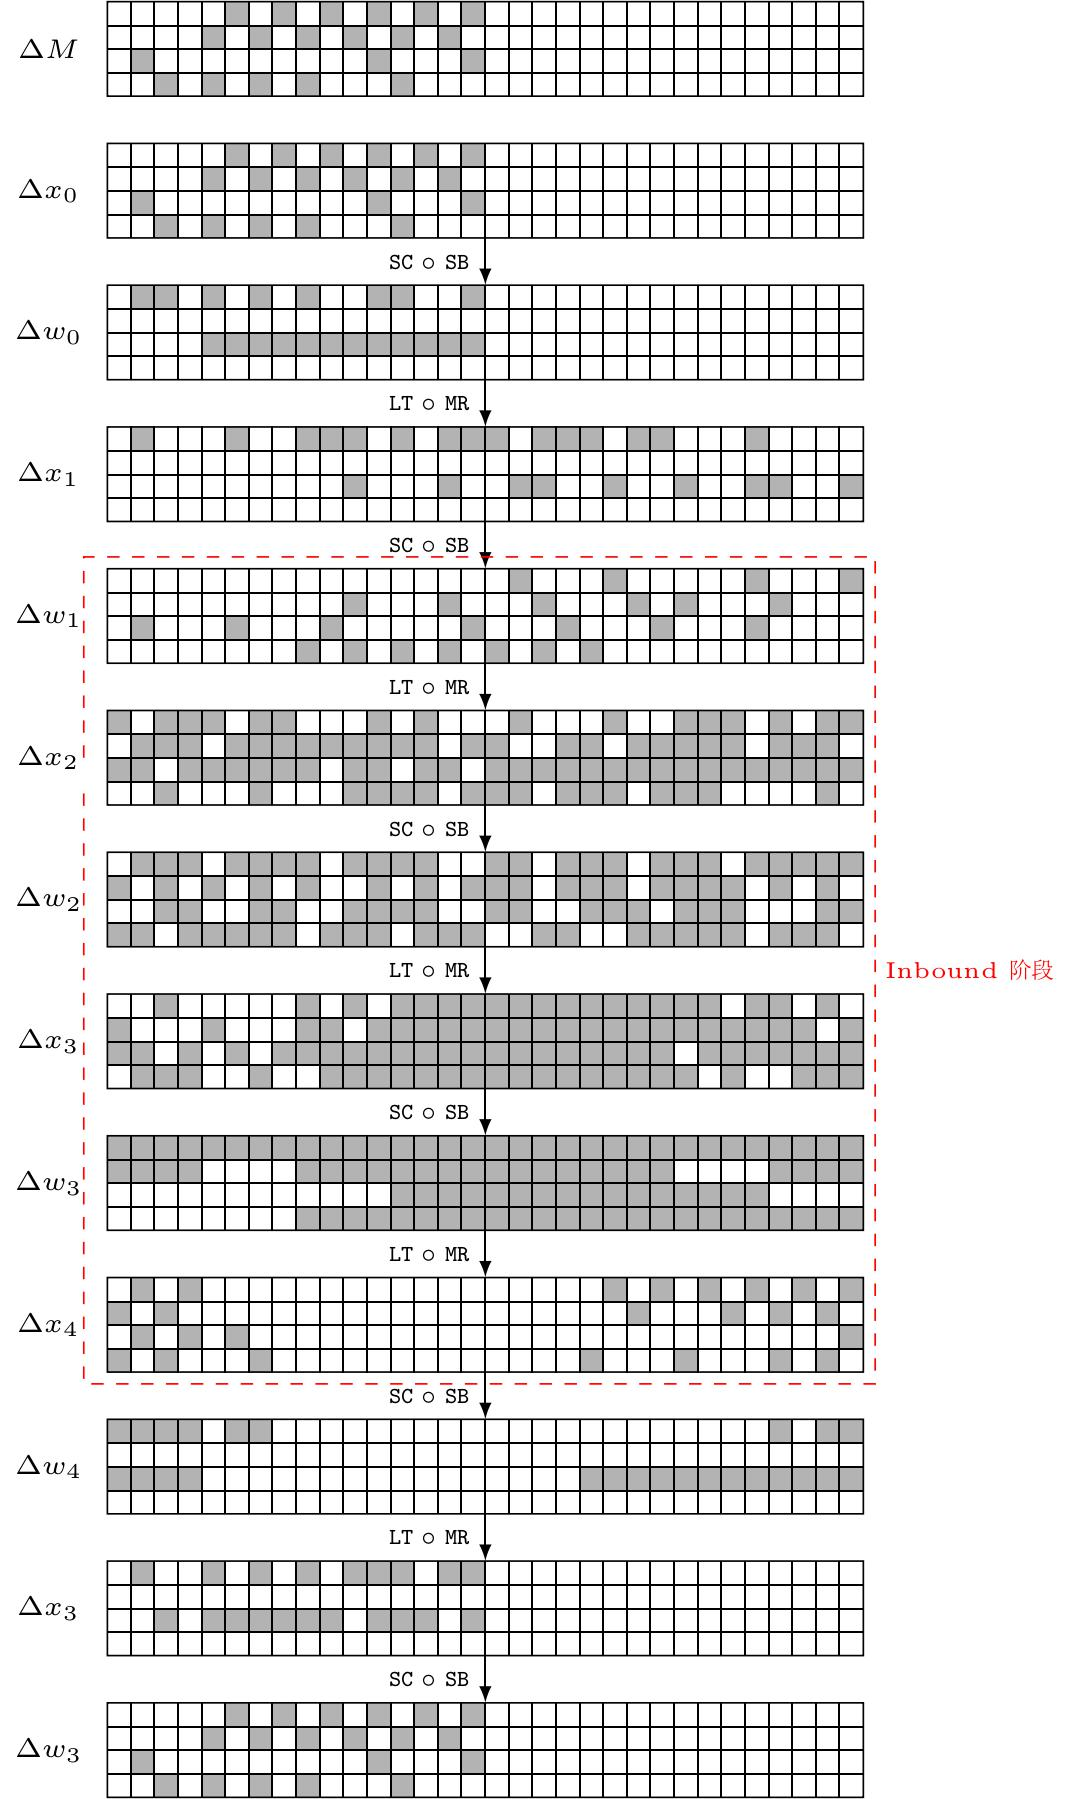 ΔM
Δx₀
SC ∘ SB
Δw₀
LT ∘ MR
Δx₁
SC ∘ SB
Δw₁
LT ∘ MR
Δx₂
SC ∘ SB
Δw₂
LT ∘ MR
Inbound 阶段
Δx₃
SC ∘ SB
Δw₃
LT ∘ MR
Δx₄
SC ∘ SB
Δw₄
LT ∘ MR
Δx₃
SC ∘ SB
Δw₃